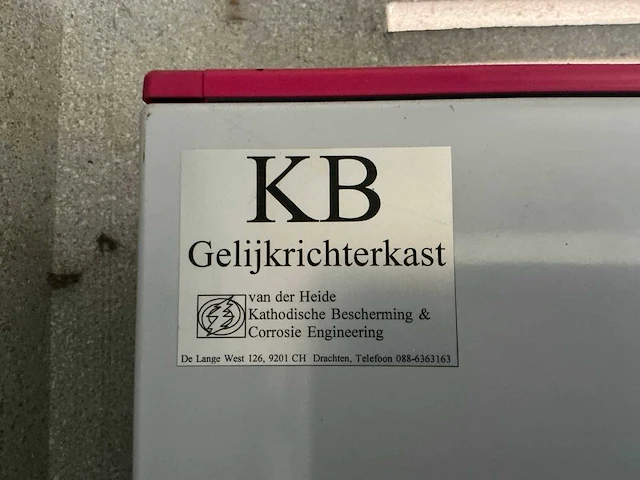 KB
Gelijkrichterkast
van der Heide
Kathodische Bescherming &
Corrosie Engineering
De Lange West 126, 9201 CH Drachten, Telefoon 088-6363163